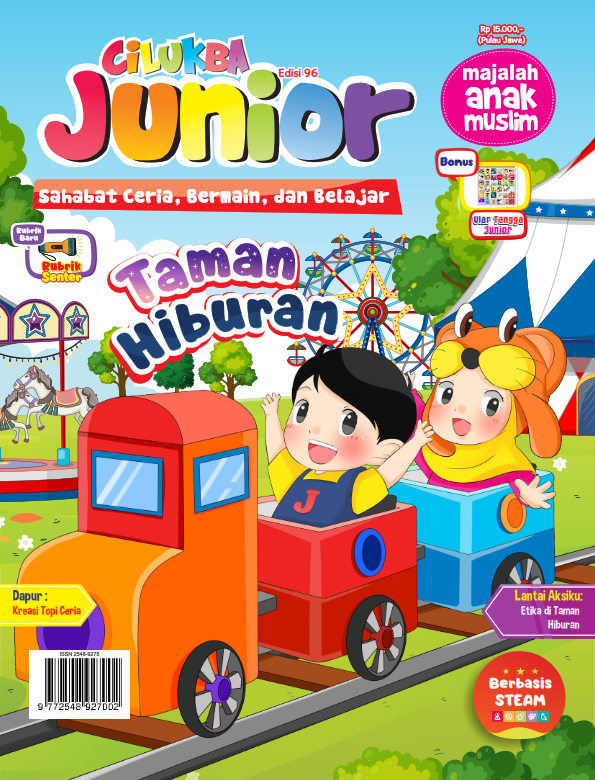 Rp 15.000,-
(Pulau Jawa)
CiLUKBA
Junior
Edisi 96
majalah
anak
muslim
Sahabat Ceria, Bermain, dan Belajar
Bonus
Ular Tangga
Junior
Rubrik
Baru
Rubrik
Senter
Taman
Hiburan
J
Dapur :
Kreasi Topi Ceria
Lantai Aksiku:
Etika di Taman
Hiburan
ISSN 2548-9275
9 772548 927002
Berbasis
STEAM